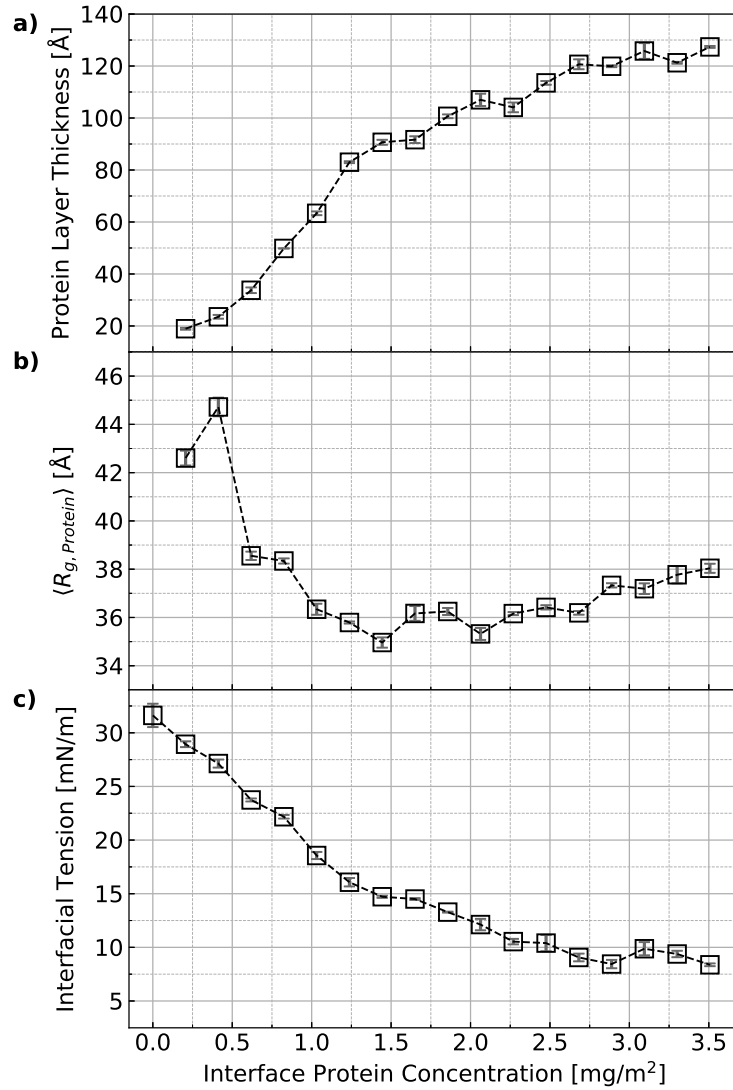 a)
Protein Layer Thickness [Å]
140
120
100
80
60
40
20
b)
⟨R_{g,Protein}⟩ [Å]
46
44
42
40
38
36
34
c)
Interfacial Tension [mN/m]
30
25
20
15
10
5
0.0 0.5 1.0 1.5 2.0 2.5 3.0 3.5
Interface Protein Concentration [mg/m²]